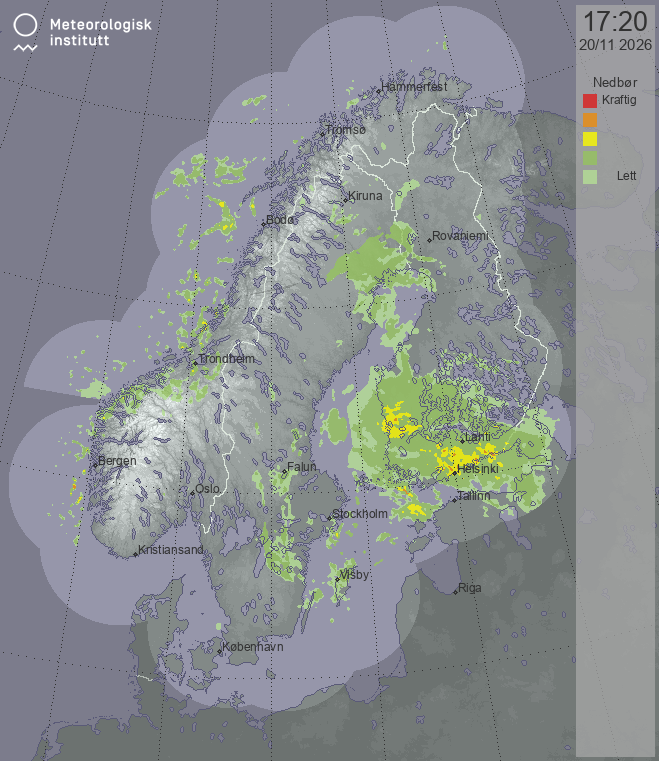 Meteorologisk
institutt
17:20
20/11 2026
Nedbør
Kraftig
Lett
Hammerfest
Tromsø
Kiruna
Bodø
Rovaniemi
Trondheim
Lahti
Bergen
Falun
Helsinki
Oslo
Tallinn
Stockholm
Kristiansand
Visby
Riga
København